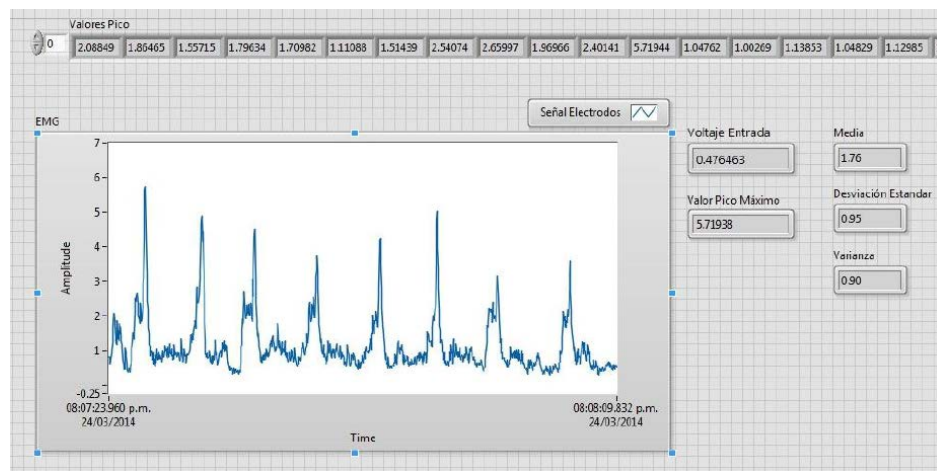 Valores Pico
0 2.08849 1.86465 1.55715 1.79634 1.70982 1.11088 1.51439 2.54074 2.65997 1.96966 2.40141 5.71944 1.04762 1.00269 1.13853 1.04829 1.12985
Señal Electrodos
EMG
Voltaje Entrada
Media
0.476463
1.76
Valor Pico Máximo
Desviación Estandar
5.71938
0.95
Varianza
0.90
Amplitude
7
6
5
4
3
2
1
-0.25
08:07:23.960 p.m.
24/03/2014
08:08:09.832 p.m.
24/03/2014
Time